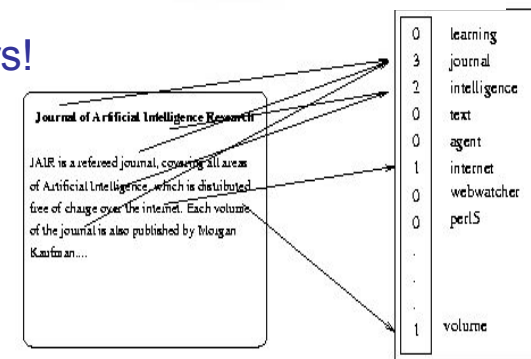 s!
Journal of Artificial Intelligence Research
JAIR is a refereed journal, covering all areas
of Artificial Intelligence, which is distributed
free of charge over the internet. Each volume
of the journal is also published by Morgan
Kaufman....
0 learning
3 journal
2 intelligence
0 text
0 agent
1 internet
0 webwatcher
0 perl5
.
.
.
1 volume